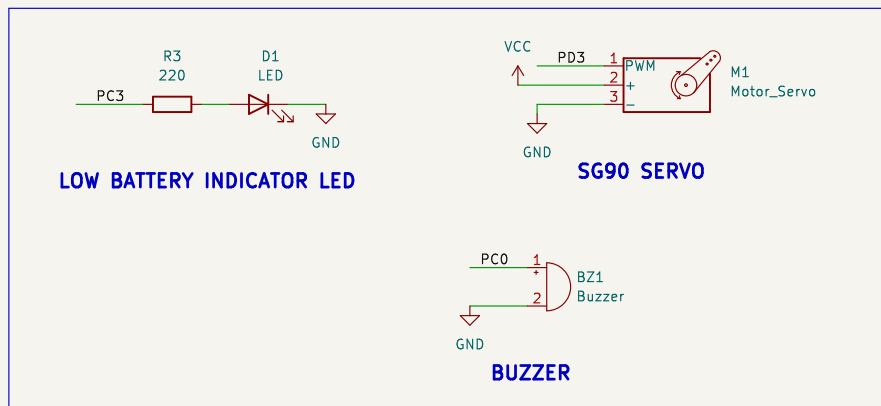 R3
220
PC3
D1
LED
GND
LOW BATTERY INDICATOR LED
VCC
PD3
1
2
3
PWM
+
−
M1
Motor_Servo
GND
SG90 SERVO
PC0
1
+
2
BZ1
Buzzer
GND
BUZZER